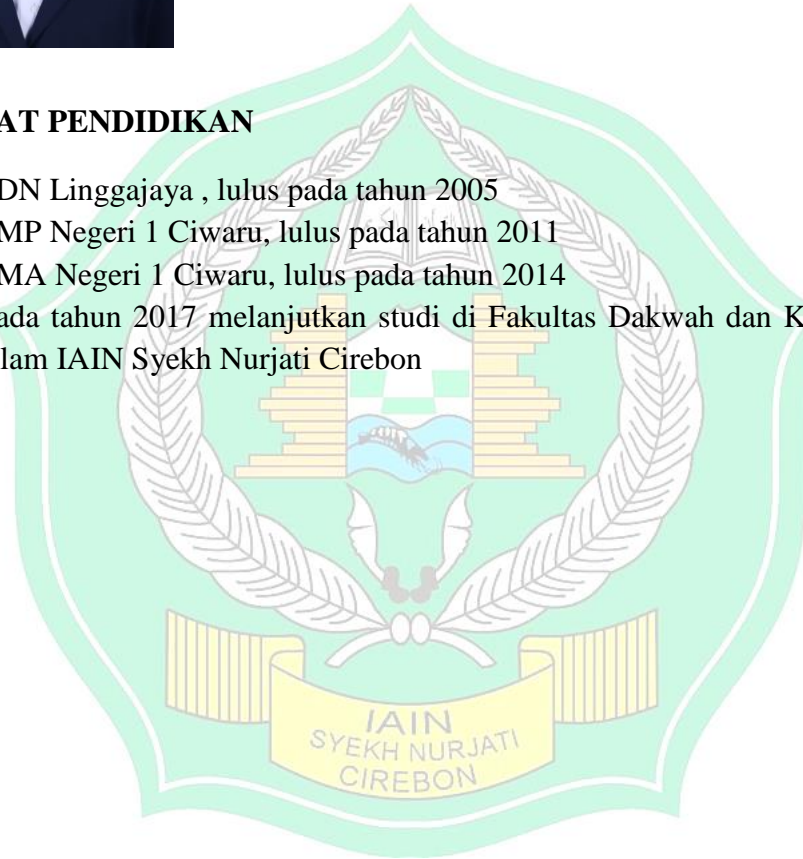 AT PENDIDIKAN
DN Linggajaya , lulus pada tahun 2005
MP Negeri 1 Ciwaru, lulus pada tahun 2011
MA Negeri 1 Ciwaru, lulus pada tahun 2014
ada tahun 2017 melanjutkan studi di Fakultas Dakwah dan K
lam IAIN Syekh Nurjati Cirebon
IAIN
SYEKH NURJATI
CIREBON